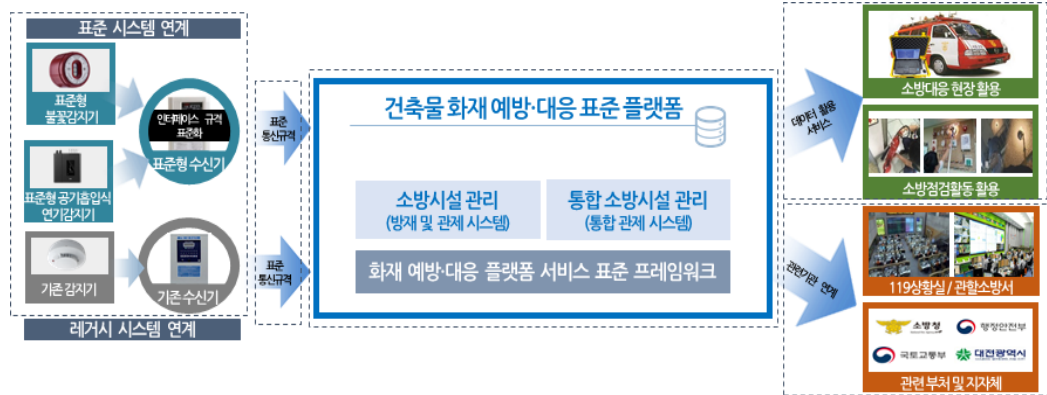 표준 시스템 연계
표준형
불꽃감지기
인터페이스 규격
표준화
표준형 수신기
표준형 공기흡입식
연기감지기
기존 감지기
기존 수신기
레거시 시스템 연계
표준
통신규격
표준
통신규격
건축물 화재 예방·대응 표준 플랫폼
소방시설 관리
(방재 및 관제 시스템)
통합 소방시설 관리
(통합 관제 시스템)
화재 예방·대응 플랫폼 서비스 표준 프레임워크
데이터 활용
서비스
관련기관 연계
소방대응 현장 활용
소방점검활동 활용
119상황실 / 관할소방서
소방청
행정안전부
국토교통부
대전광역시
관련 부처 및 지자체